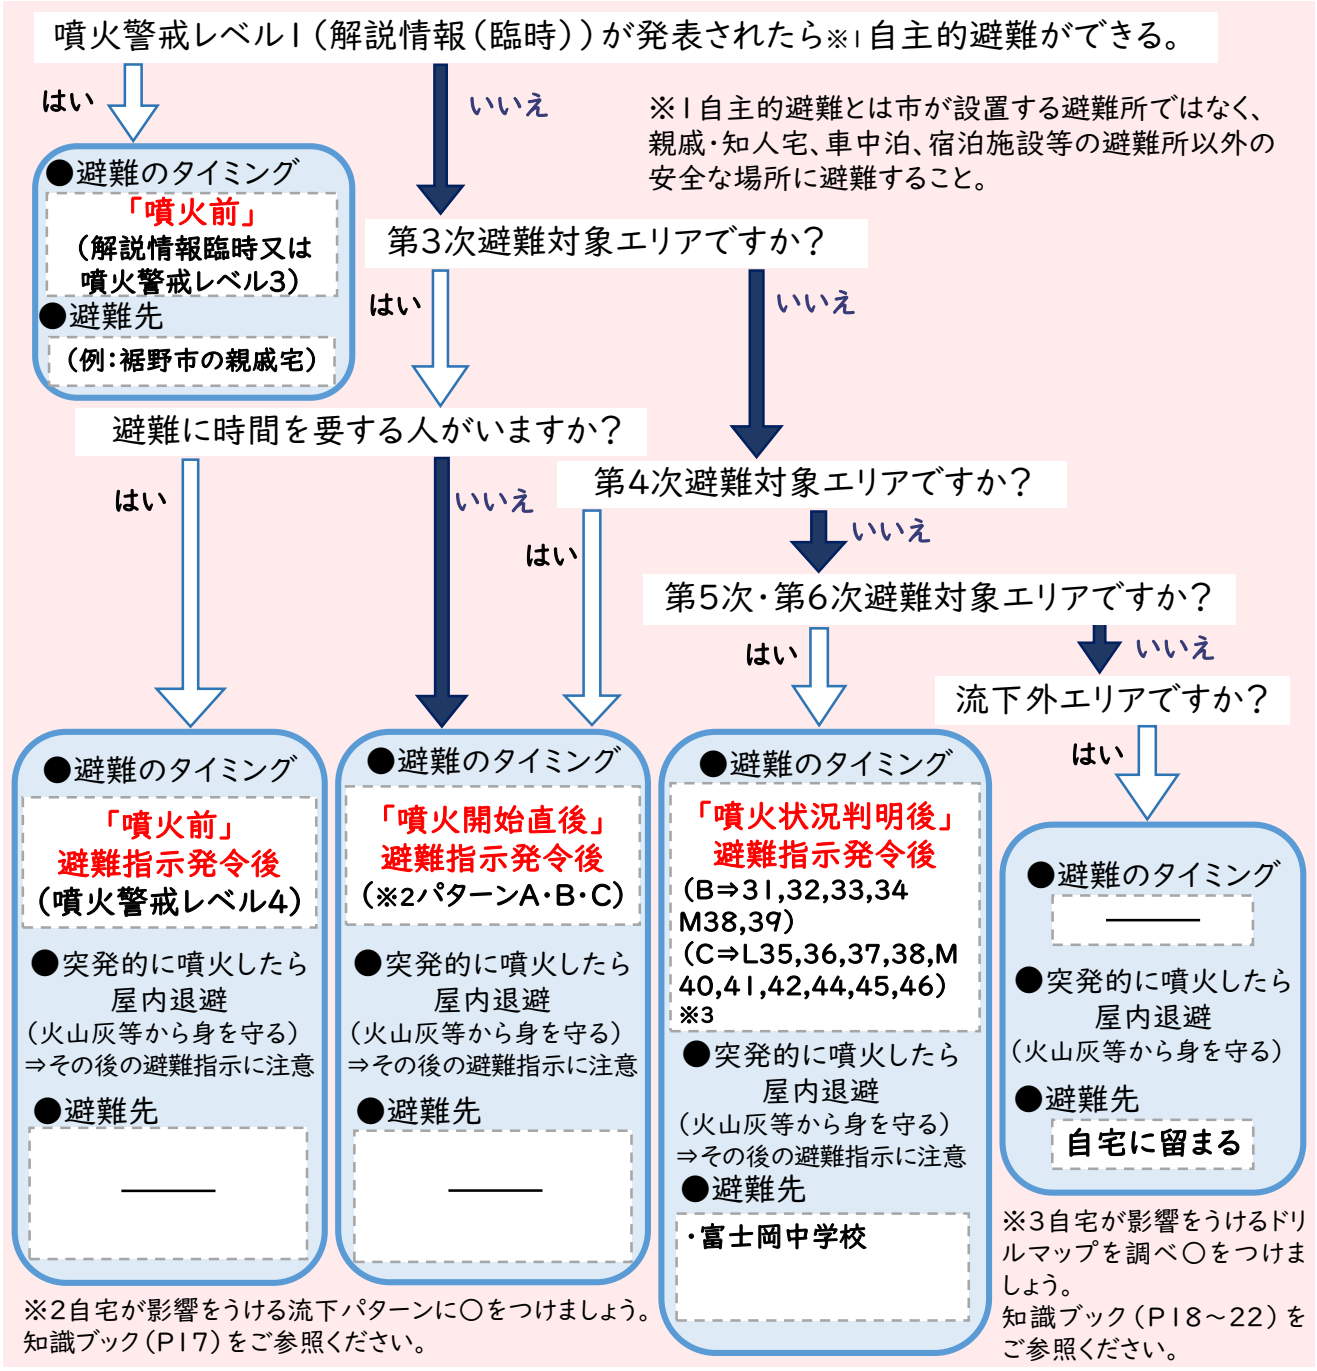 噴火警戒レベル1（解説情報（臨時））が発表されたら※1自主的避難ができる。
はい
いいえ
※1自主的避難とは市が設置する避難所ではなく、
親戚・知人宅、車中泊、宿泊施設等の避難所以外の
安全な場所に避難すること。
●避難のタイミング
「噴火前」
（解説情報臨時又は
噴火警戒レベル3）
●避難先
（例：裾野市の親戚宅）
第3次避難対象エリアですか？
はい
いいえ
避難に時間を要する人がいますか？
はい
いいえ
第4次避難対象エリアですか？
はい
いいえ
第5次・第6次避難対象エリアですか？
はい
いいえ
流下外エリアですか？
はい
●避難のタイミング
「噴火前」
避難指示発令後
（噴火警戒レベル4）
●突発的に噴火したら
屋内退避
（火山灰等から身を守る）
⇒その後の避難指示に注意
●避難先
●避難のタイミング
「噴火開始直後」
避難指示発令後
（※2パターンA・B・C）
●突発的に噴火したら
屋内退避
（火山灰等から身を守る）
⇒その後の避難指示に注意
●避難先
●避難のタイミング
「噴火状況判明後」
避難指示発令後
（B⇒31,32,33,34
M38,39）
（C⇒L35,36,37,38,M
40,41,42,44,45,46）
※3
●突発的に噴火したら
屋内退避
（火山灰等から身を守る）
⇒その後の避難指示に注意
●避難先
・富士岡中学校
●避難のタイミング
●突発的に噴火したら
屋内退避
（火山灰等から身を守る）
●避難先
自宅に留まる
※2自宅が影響をうける流下パターンに〇をつけましょう。
知識ブック（P17）をご参照ください。
※3自宅が影響をうけるドリ
ルマップを調べ〇をつけま
しょう。
知識ブック（P18～22）を
ご参照ください。